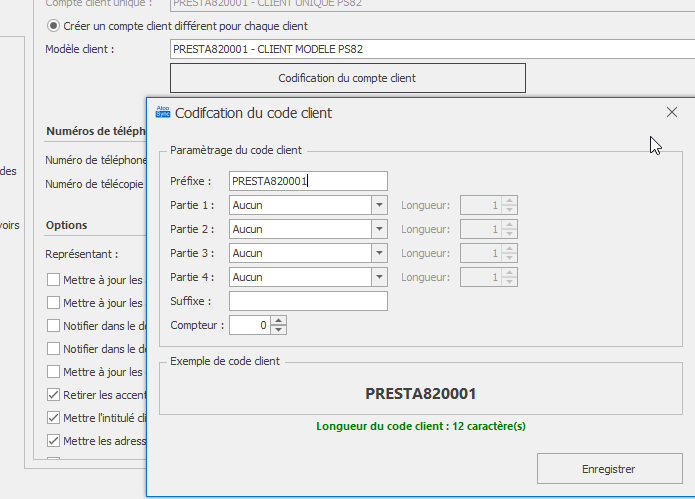 Compte client unique : PRESTA820001 - CLIENT UNIQUE PS82
Créer un compte client différent pour chaque client
Modèle client : PRESTA820001 - CLIENT MODELE PS82
Codification du compte client
Atoo Sync Codifcation du code client
Numéros de téléph
Numéro de téléphone
des
Numéro de télécopie
voirs
Options
Représentant :
Mettre à jour les
Mettre à jour les
Notifier dans le de
Notifier dans le de
Mettre à jour les
Retirer les accent
Mettre l'intitulé cli
Mettre les adress
Paramètrage du code client
Préfixe : PRESTA820001
Partie 1 : Aucun Longueur: 1
Partie 2 : Aucun Longueur: 1
Partie 3 : Aucun Longueur: 1
Partie 4 : Aucun Longueur: 1
Suffixe :
Compteur : 0
Exemple de code client
PRESTA820001
Longueur du code client : 12 caractère(s)
Enregistrer